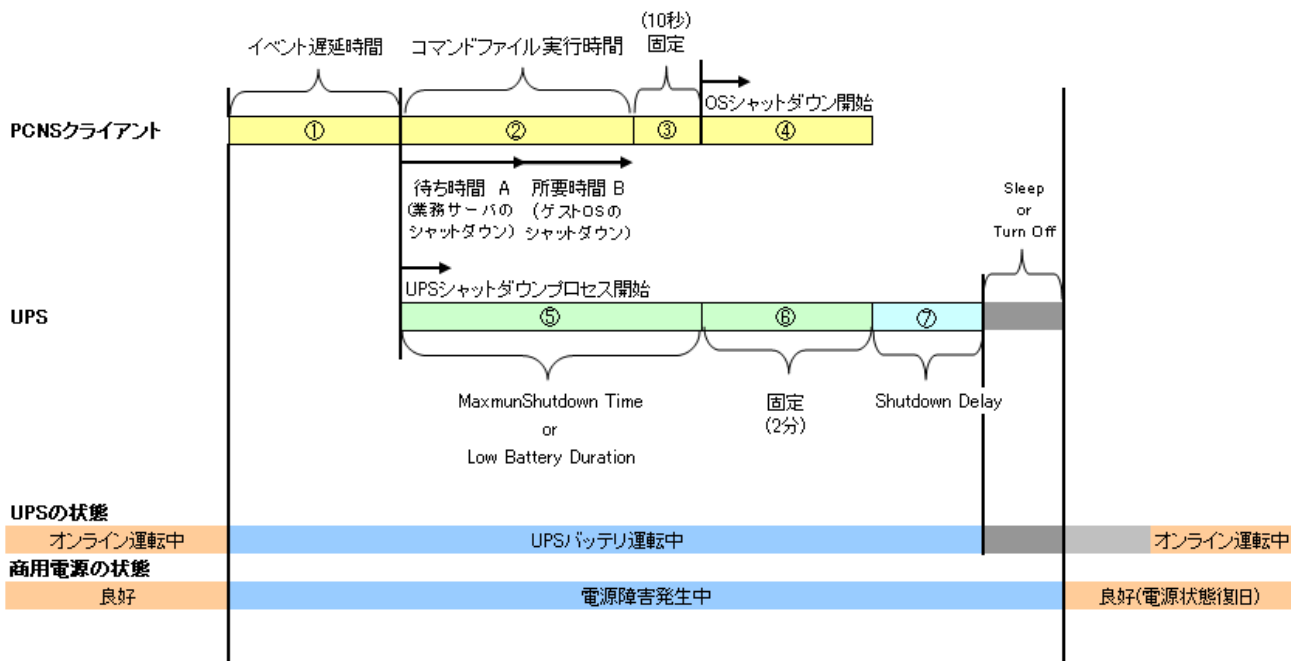 (10秒)
固定
イベント遅延時間
コマンドファイル実行時間
OSシャットダウン開始
PCNSクライアント
①
②
③
④
待ち時間 A
(業務サーバの
シャットダウン)
所要時間 B
(ゲストOSの
シャットダウン)
Sleep
or
Turn Off
UPSシャットダウンプロセス開始
UPS
⑤
⑥
⑦
MaxmunShutdown Time
or
Low Battery Duration
固定
(2分)
Shutdown Delay
UPSの状態
オンライン運転中
UPSバッテリ運転中
オンライン運転中
商用電源の状態
良好
電源障害発生中
良好(電源状態復旧)